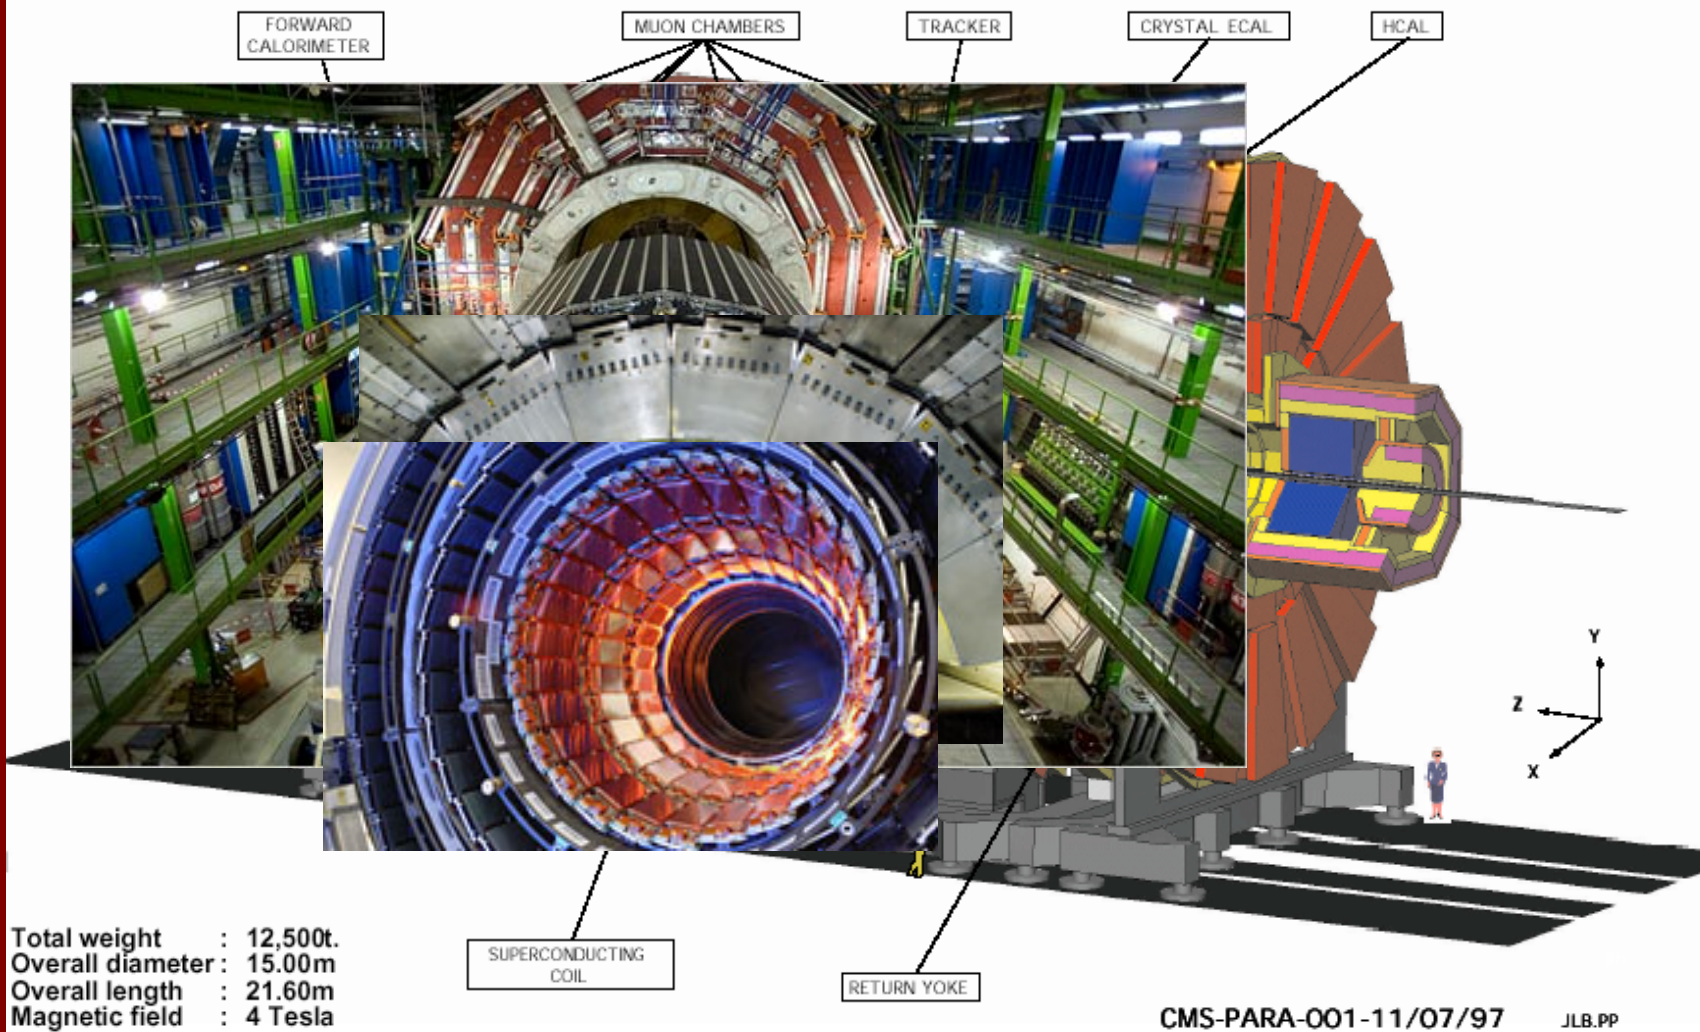 FORWARD
CALORIMETER
MUON CHAMBERS
TRACKER
CRYSTAL ECAL
HCAL
Y
Z
X
SUPERCONDUCTING
COIL
RETURN YOKE
Total weight : 12,500t.
Overall diameter : 15.00m
Overall length : 21.60m
Magnetic field : 4 Tesla
CMS-PARA-001-11/07/97 JLB.PP